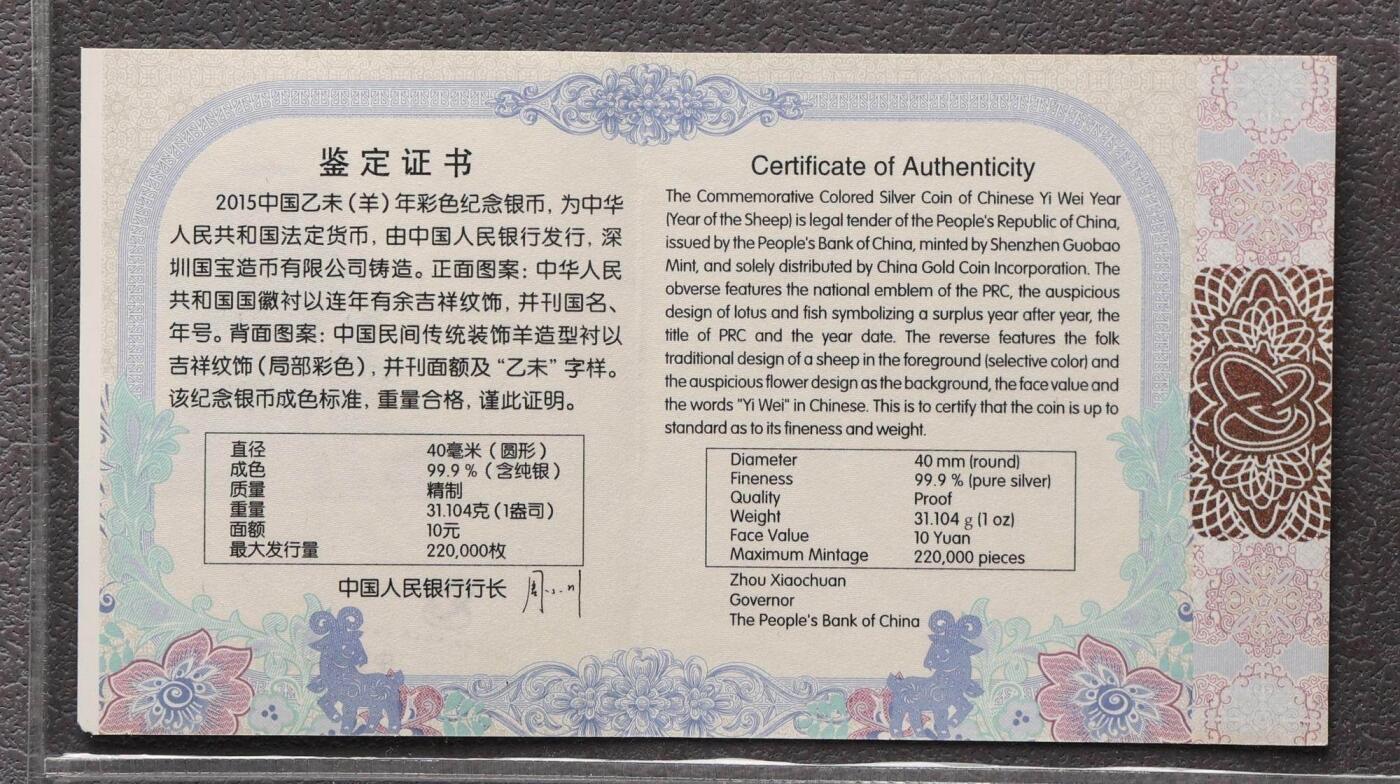 鉴定证书
2015中国乙未（羊）年彩色纪念银币，为中华
人民共和国法定货币，由中国人民银行发行，深
圳国宝造币有限公司铸造。正面图案：中华人民
共和国国徽衬以连年有余吉祥纹饰，并刊国名、
年号。背面图案：中国民间传统装饰羊造型衬以
吉祥纹饰（局部彩色），并刊面额及“乙未”字样。
该纪念银币成色标准，重量合格，谨此证明。
直径 40毫米（圆形）
成色 99.9％（含纯银）
质量 精制
重量 31.104克（1盎司）
面额 10元
最大发行量 220,000枚
中国人民银行行长 周小川
Certificate of Authenticity
The Commemorative Colored Silver Coin of Chinese Yi Wei Year
(Year of the Sheep) is legal tender of the People's Republic of China,
issued by the People's Bank of China, minted by Shenzhen Guobao
Mint, and solely distributed by China Gold Coin Incorporation. The
obverse features the national emblem of the PRC, the auspicious
design of lotus and fish symbolizing a surplus year after year, the
title of PRC and the year date. The reverse features the folk
traditional design of a sheep in the foreground (selective color) and
the auspicious flower design as the background, the face value and
the words "Yi Wei" in Chinese. This is to certify that the coin is up to
standard as to its fineness and weight.
Diameter 40 mm (round)
Fineness 99.9 % (pure silver)
Quality Proof
Weight 31.104 g (1 oz)
Face Value 10 Yuan
Maximum Mintage 220,000 pieces
Zhou Xiaochuan
Governor
The People's Bank of China